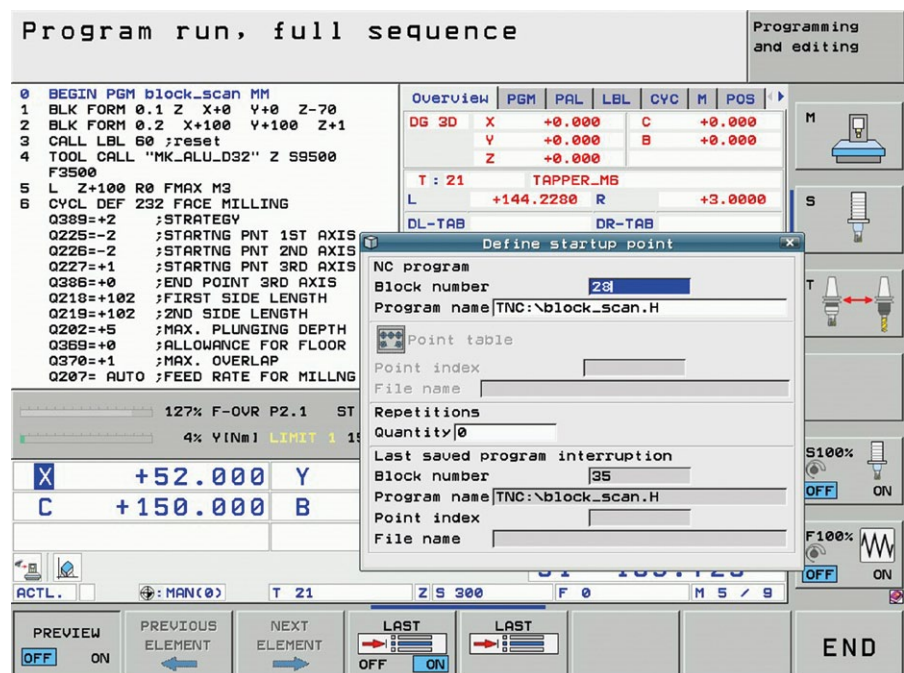 Program run, full sequence
Programming and editing
0 BEGIN PGM block_scan MM
1 BLK FORM 0.1 Z X+0 Y+0 Z-70
2 BLK FORM 0.2 X+100 Y+100 Z+1
3 CALL LBL 60 ;reset
4 TOOL CALL "MK_ALU_D32" Z S9500
F3500
5 L Z+100 R0 FMAX M3
6 CYCL DEF 232 FACE MILLING
Q389=+2 ;STRATEGY
Q225=-2 ;STARTNG PNT 1ST AXIS
Q226=-2 ;STARTNG PNT 2ND AXIS
Q227=+1 ;STARTNG PNT 3RD AXIS
Q386=+0 ;END POINT 3RD AXIS
Q218=+102 ;FIRST SIDE LENGTH
Q219=+102 ;2ND SIDE LENGTH
Q202=+5 ;MAX. PLUNGING DEPTH
Q369=+0 ;ALLOWANCE FOR FLOOR
Q370=+1 ;MAX. OVERLAP
Q207= AUTO ;FEED RATE FOR MILLNG
Overview PGM PAL LBL CYC M POS
DG 3D X +0.000 C +0.000
Y +0.000 B +0.000
Z +0.000
T : 21 TAPPER_M6
L +144.2280 R +3.0000
DL-TAB DR-TAB
Define startup point
NC program
Block number 28
Program name TNC:\block_scan.H
Point table
Point index
File name
Repetitions
Quantity 0
Last saved program interruption
Block number 35
Program name TNC:\block_scan.H
Point index
File name
127% F-OVR P2.1 ST
4% Y[Nm] LIMIT 1
X +52.000 Y
C +150.000 B
ACTL. : MAN(0) T 21 Z S 300 F 0 M 5 / 9
M
S
T
S100%
OFF ON
F100%
OFF ON
PREVIEW
OFF ON
PREVIOUS ELEMENT
NEXT ELEMENT
LAST
OFF ON
LAST
END